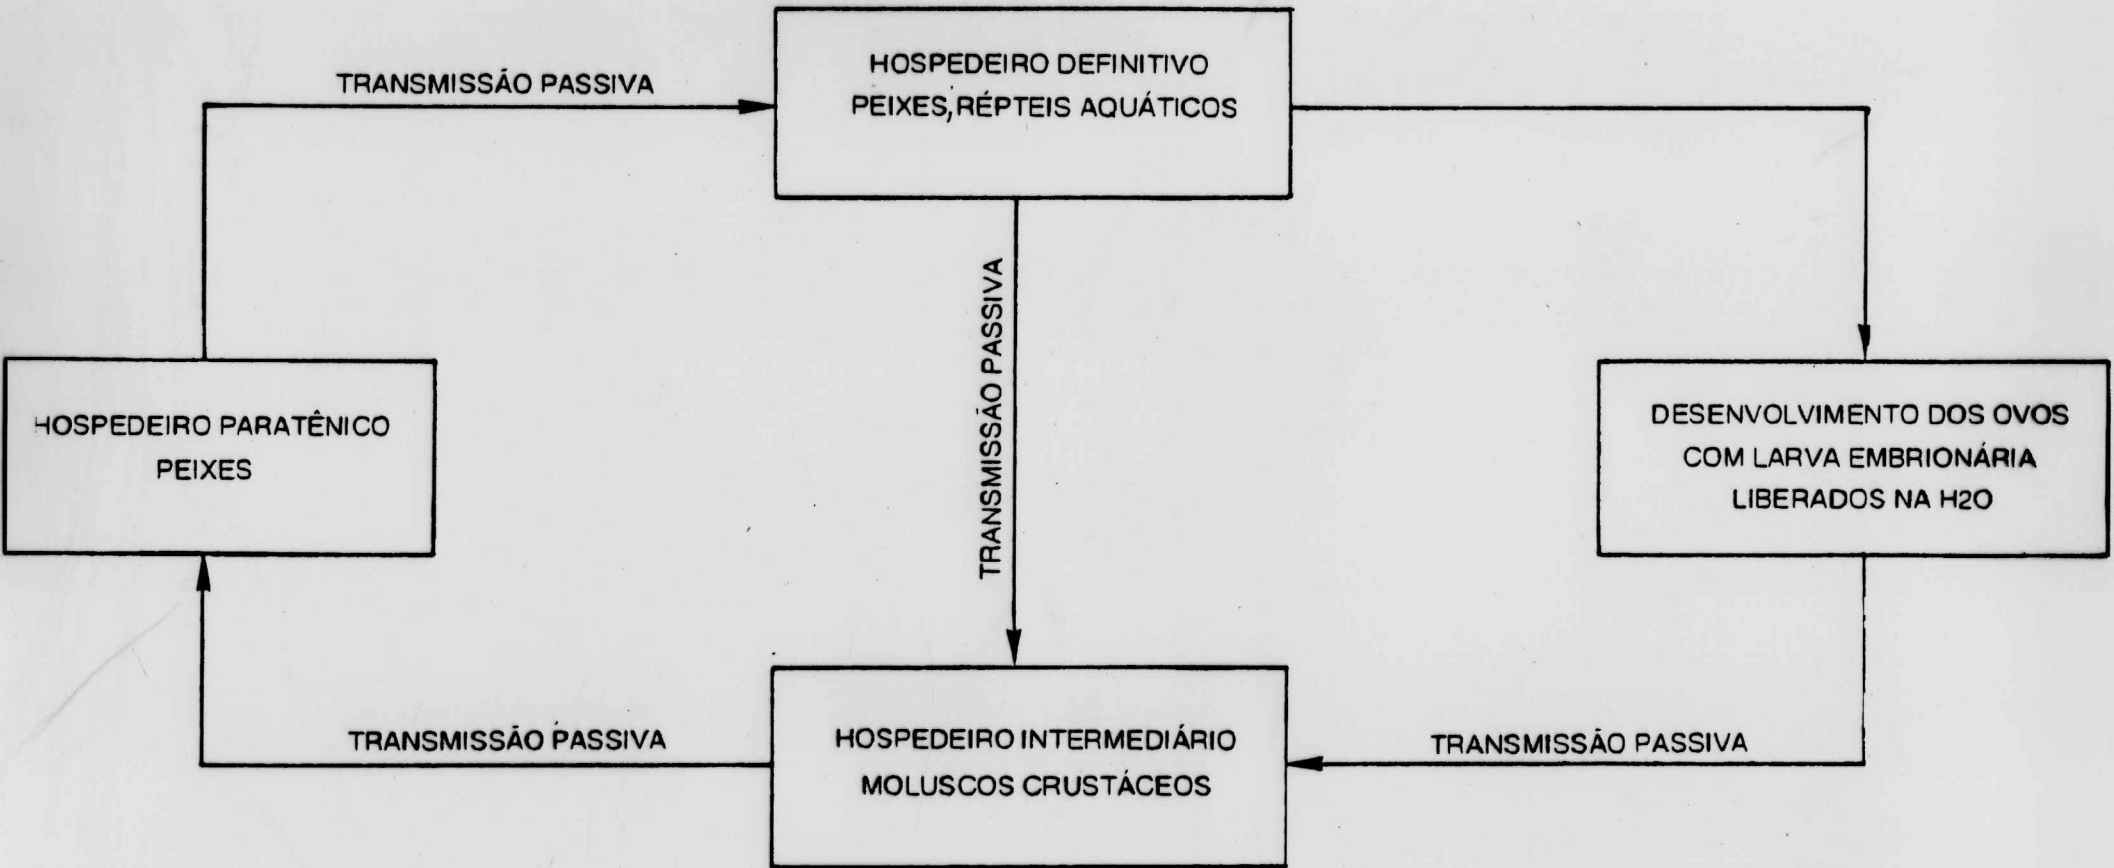 TRANSMISSÃO PASSIVA
HOSPEDEIRO DEFINITIVO
PEIXES, RÉPTEIS AQUÁTICOS
TRANSMISSÃO PASSIVA
HOSPEDEIRO PARATÊNICO
PEIXES
DESENVOLVIMENTO DOS OVOS
COM LARVA EMBRIONÁRIA
LIBERADOS NA H2O
TRANSMISSÃO PASSIVA
HOSPEDEIRO INTERMEDIÁRIO
MOLUSCOS CRUSTÁCEOS
TRANSMISSÃO PASSIVA